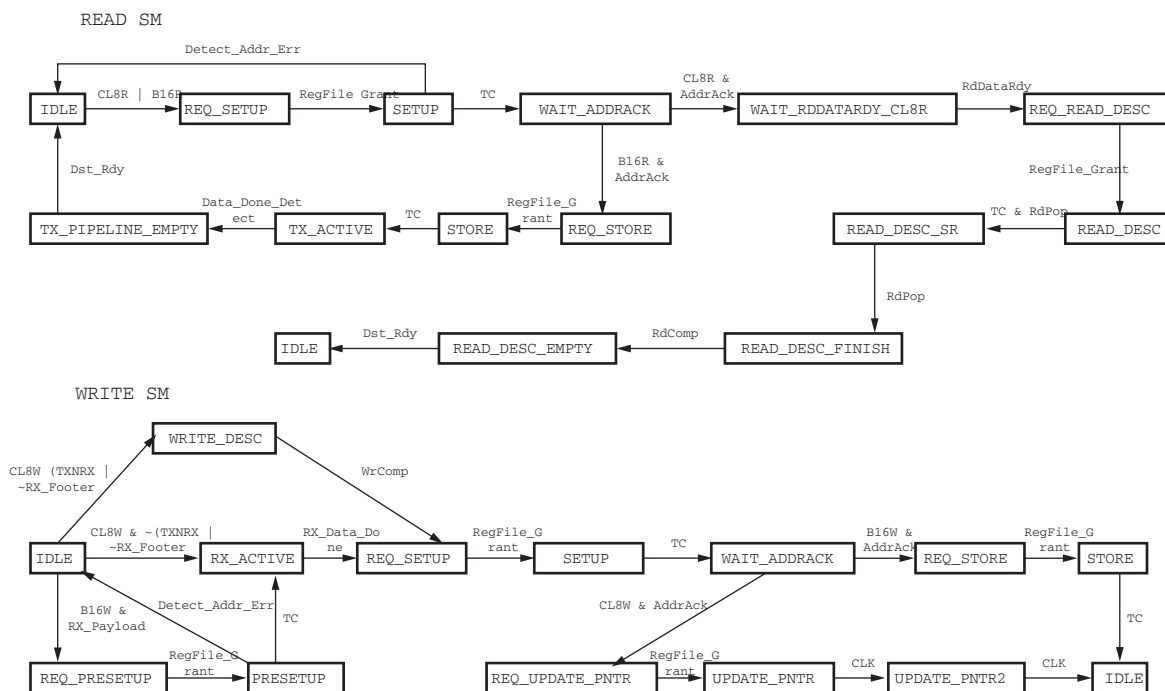 READ SM
Detect_Addr_Err
CL8R | B16R
RegFile Grant
TC
CL8R &
AddrAck
RdDataRdy
IDLE
REQ_SETUP
SETUP
WAIT_ADDRACK
WAIT_RDDATARDY_CL8R
REQ_READ_DESC
Dst_Rdy
B16R &
AddrAck
RegFile_Grant
Data_Done_Det
ect
TC
RegFile_G
rant
TC & RdPop
TX_PIPELINE_EMPTY
TX_ACTIVE
STORE
REQ_STORE
READ_DESC_SR
READ_DESC
RdPop
Dst_Rdy
RdComp
IDLE
READ_DESC_EMPTY
READ_DESC_FINISH
WRITE SM
WRITE_DESC
CL8W (TXNRX |
~RX_Footer
WrComp
CL8W & ~(TXNRX |
~RX_Footer
RX_Data_Do
ne
RegFile_G
rant
TC
B16W &
AddrAck
RegFile_G
rant
IDLE
RX_ACTIVE
REQ_SETUP
SETUP
WAIT_ADDRACK
REQ_STORE
STORE
B16W &
RX_Payload
Detect_Addr_Err
TC
CL8W & AddrAck
TC
RegFile_G
rant
RegFile_G
rant
CLK
CLK
REQ_PRESETUP
PRESETUP
REQ_UPDATE_PNTR
UPDATE_PNTR
UPDATE_PNTR2
IDLE